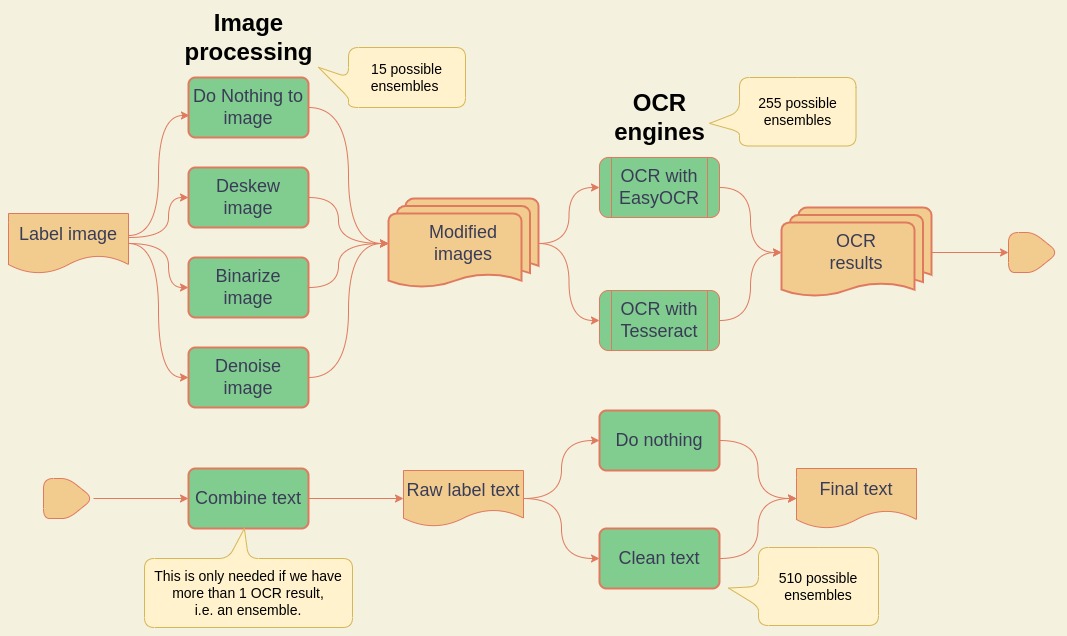 Image
processing
15 possible
ensembles
Do Nothing to
image
Deskew
image
Label image
Binarize
image
Denoise
image
Modified
images
OCR
engines
255 possible
ensembles
OCR with
EasyOCR
OCR with
Tesseract
OCR
results
Combine text
This is only needed if we have
more than 1 OCR result,
i.e. an ensemble.
Raw label text
Do nothing
Clean text
Final text
510 possible
ensembles